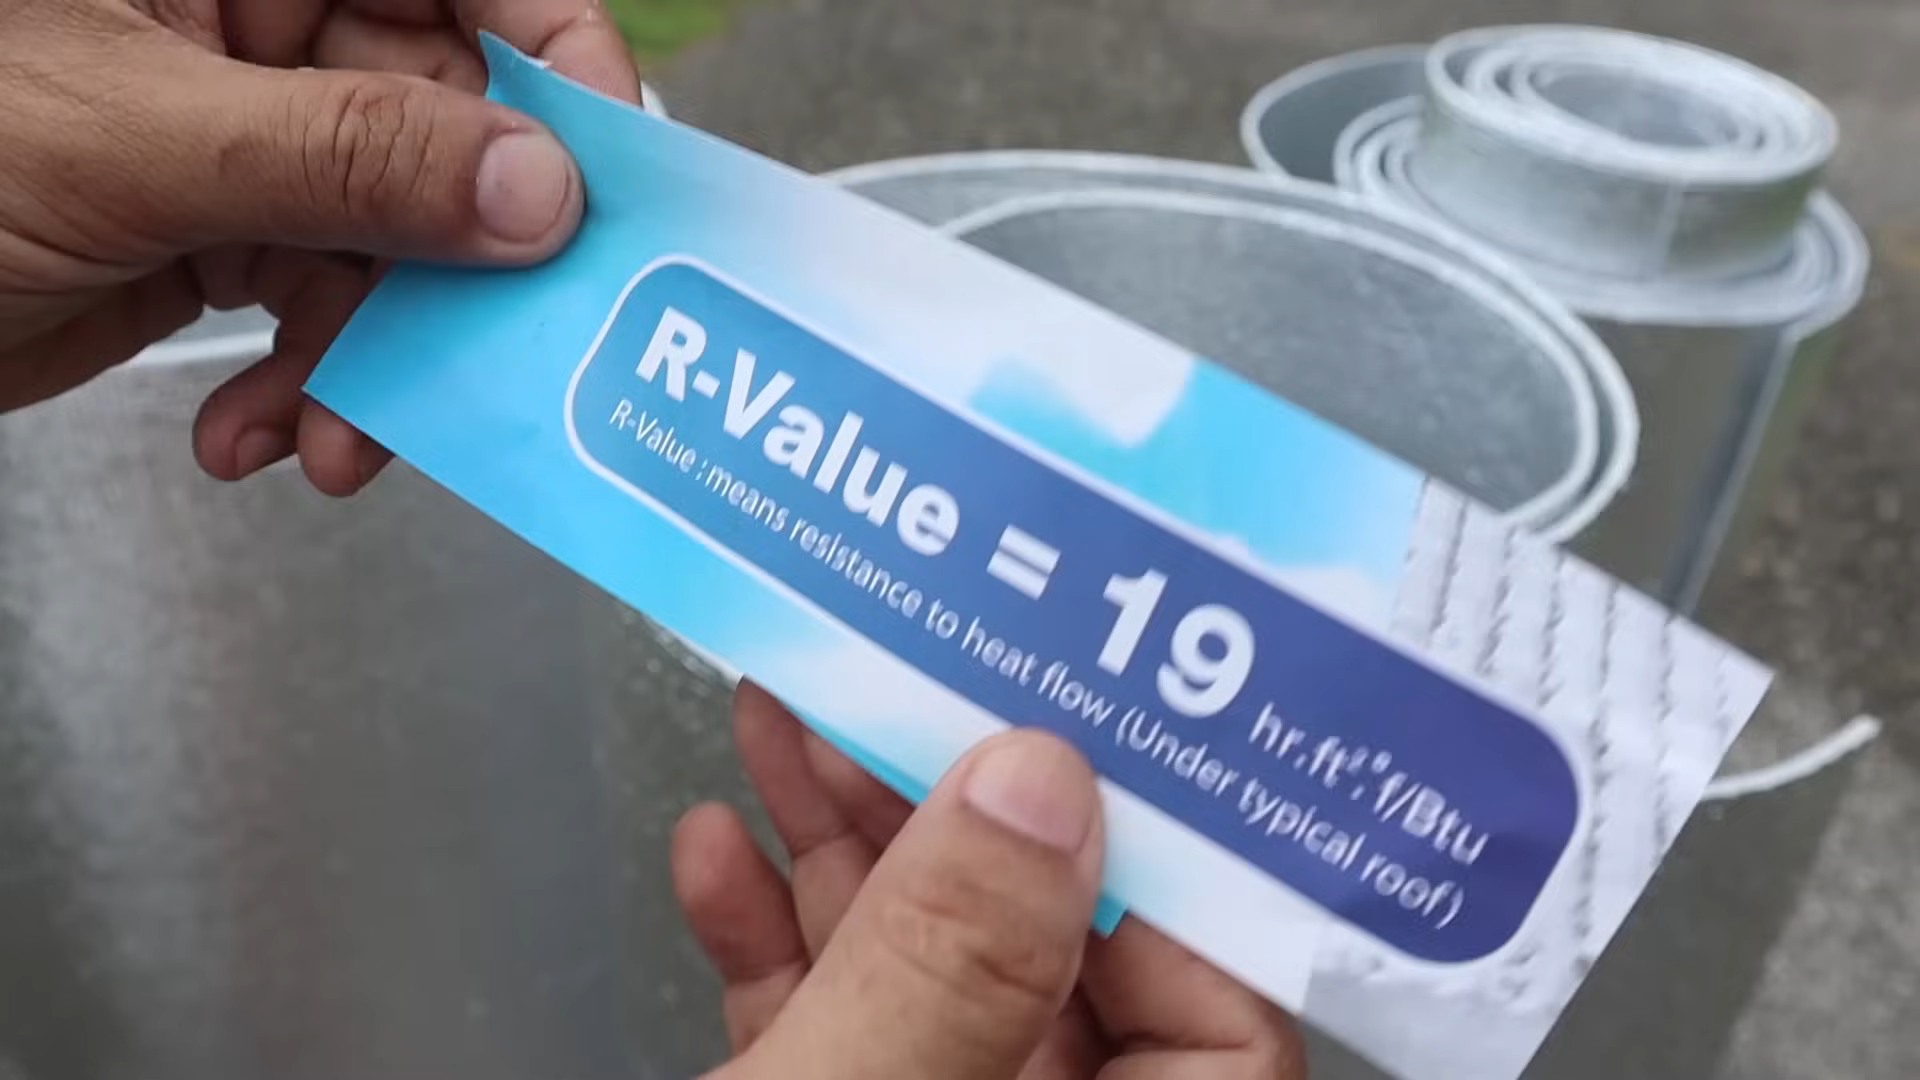 R-Value = 19 hr.ft².°f/Btu
R-Value : means resistance to heat flow (Under typical roof)